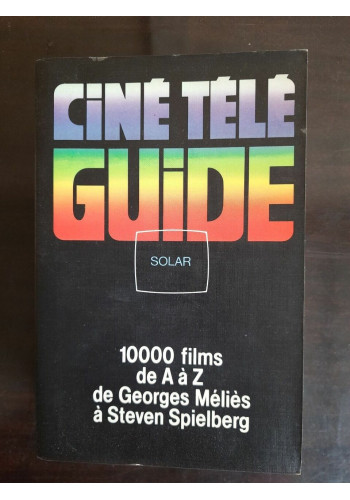 CiNÉ TÉLÉ
GUiDE
SOLAR
10000 films
de A à Z
de Georges Méliès
à Steven Spielberg